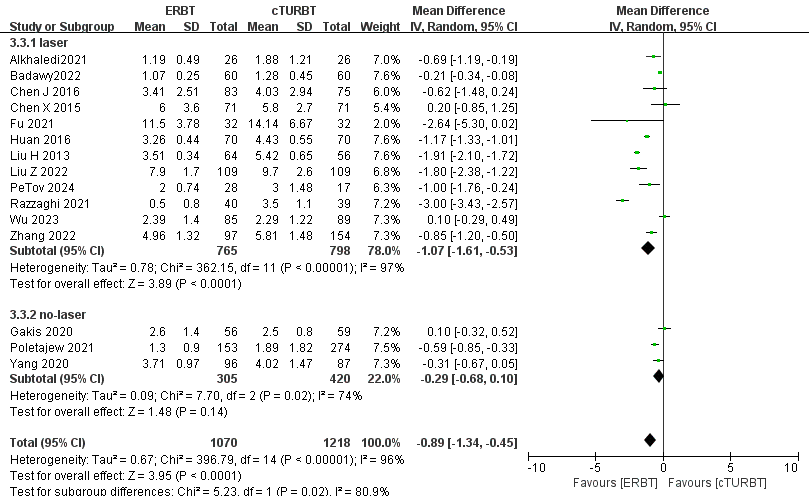 ERBT cTURBT Mean Difference Mean Difference
Study or Subgroup Mean SD Total Mean SD Total Weight IV, Random, 95% CI IV, Random, 95% CI
3.3.1 laser
Alkhaledi2021 1.19 0.49 26 1.88 1.21 26 7.0% -0.69 [-1.19, -0.19]
Badawy2022 1.07 0.25 60 1.28 0.45 60 7.5% -0.21 [-0.34, -0.08]
Chen J 2016 3.41 2.51 83 4.03 2.94 75 5.9% -0.62 [-1.48, 0.24]
Chen X 2015 6 3.6 71 5.8 2.7 71 5.4% 0.20 [-0.85, 1.25]
Fu 2021 11.5 3.78 32 14.14 6.67 32 2.0% -2.64 [-5.30, 0.02]
Huan 2016 3.26 0.44 70 4.43 0.55 70 7.5% -1.17 [-1.33, -1.01]
Liu H 2013 3.51 0.34 64 5.42 0.65 56 7.5% -1.91 [-2.10, -1.72]
Liu Z 2022 7.9 1.7 109 9.7 2.6 109 6.8% -1.80 [-2.38, -1.22]
PeTov 2024 2 0.74 28 3 1.48 17 6.2% -1.00 [-1.76, -0.24]
Razzaghi 2021 0.5 0.8 40 3.5 1.1 39 7.1% -3.00 [-3.43, -2.57]
Wu 2023 2.39 1.4 85 2.29 1.22 89 7.2% 0.10 [-0.29, 0.49]
Zhang 2022 4.96 1.32 97 5.81 1.48 154 7.3% -0.85 [-1.20, -0.50]
Subtotal (95% CI) 765 798 78.0% -1.07 [-1.61, -0.53]
Heterogeneity: Tau² = 0.78; Chi² = 362.15, df = 11 (P < 0.00001); I² = 97%
Test for overall effect: Z = 3.89 (P < 0.0001)
3.3.2 no-laser
Gakis 2020 2.6 1.4 56 2.5 0.8 59 7.2% 0.10 [-0.32, 0.52]
Poletajew 2021 1.3 0.9 153 1.89 1.82 274 7.4% -0.59 [-0.85, -0.33]
Yang 2020 3.71 0.97 96 4.02 1.47 87 7.3% -0.31 [-0.67, 0.05]
Subtotal (95% CI) 305 420 22.0% -0.29 [-0.68, 0.10]
Heterogeneity: Tau² = 0.09; Chi² = 7.70, df = 2 (P = 0.02); I² = 74%
Test for overall effect: Z = 1.48 (P = 0.14)
Total (95% CI) 1070 1218 100.0% -0.89 [-1.34, -0.45]
Heterogeneity: Tau² = 0.67; Chi² = 396.79, df = 14 (P < 0.00001); I² = 96%
Test for overall effect: Z = 3.95 (P < 0.0001)
Test for subgroup differences: Chi² = 5.23, df = 1 (P = 0.02), I² = 80.9%
-10 -5 0 5 10
Favours [ERBT] Favours [cTURBT]